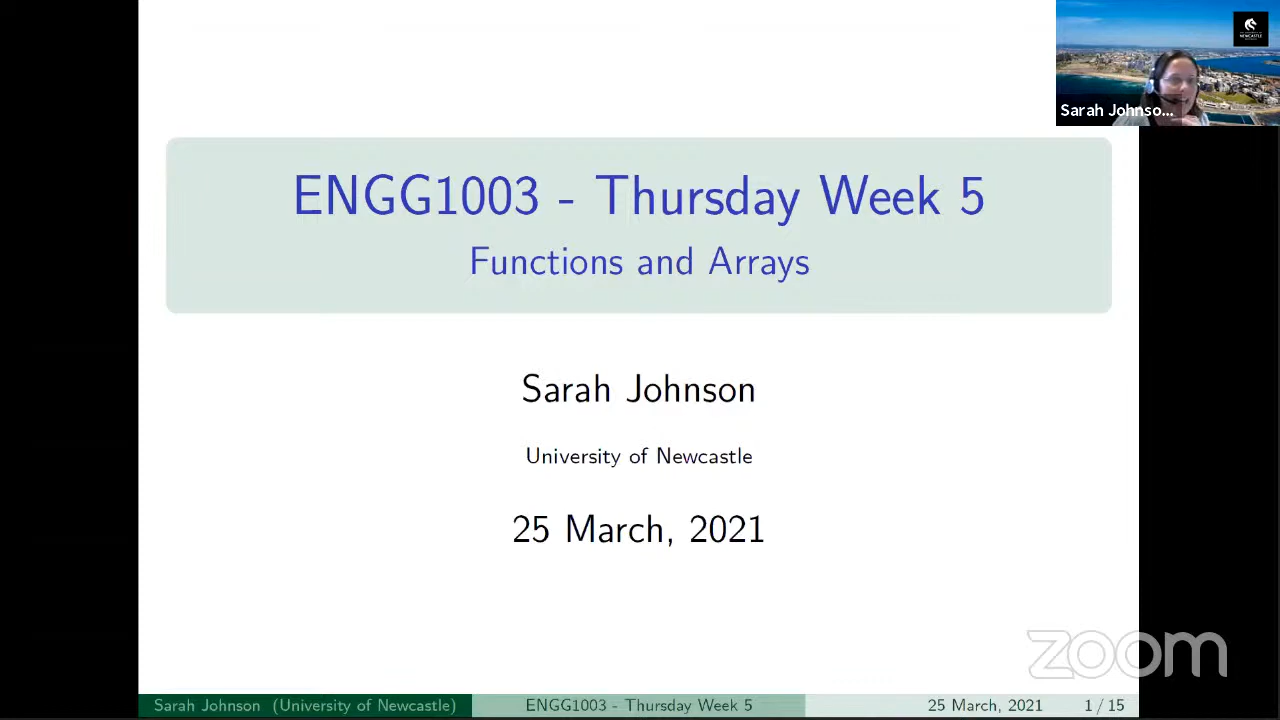 Sarah Johnso...
ENGG1003 - Thursday Week 5
Functions and Arrays
Sarah Johnson
University of Newcastle
25 March, 2021
zoom
Sarah Johnson (University of Newcastle) ENGG1003 - Thursday Week 5 25 March, 2021 1 / 15